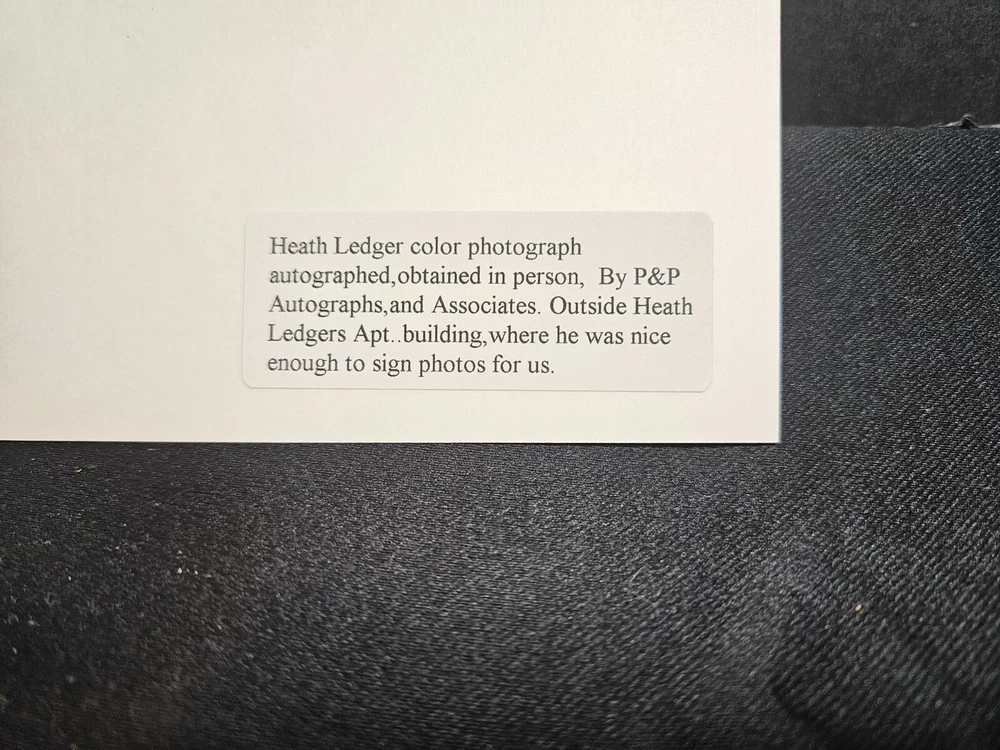 Heath Ledger color photograph
autographed,obtained in person,  By P&P
Autographs,and Associates. Outside Heath
Ledgers Apt..building,where he was nice
enough to sign photos for us.